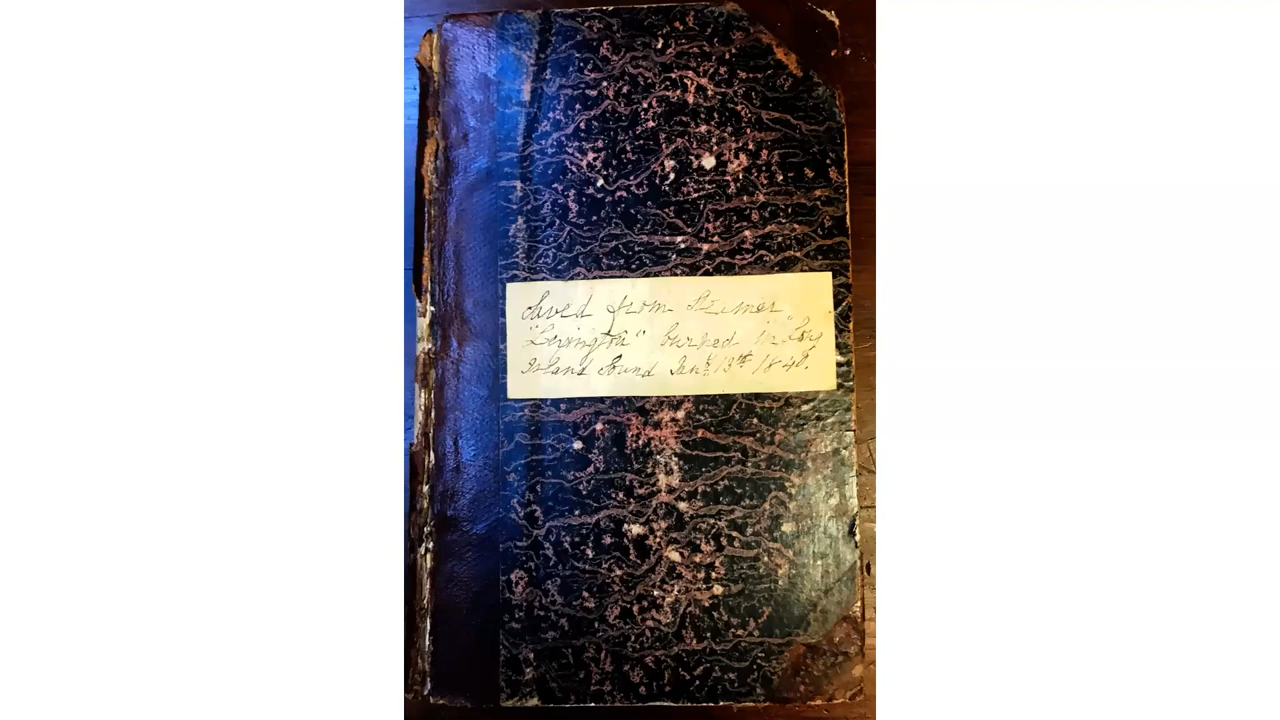 Saved from Steamer
"Lexington" burned in "Long
Island Sound Jany 13th 1840.